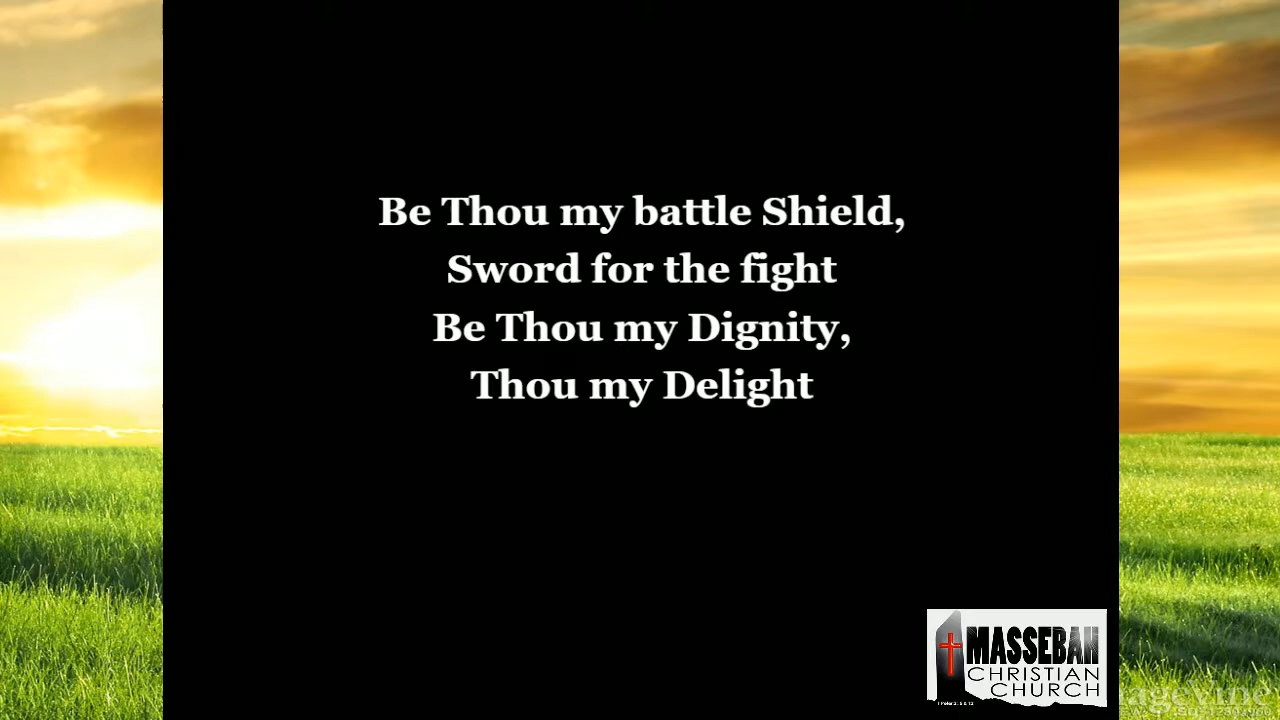 Be Thou my battle Shield,
Sword for the fight
Be Thou my Dignity,
Thou my Delight
MASSEBAH
CHRISTIAN
CHURCH